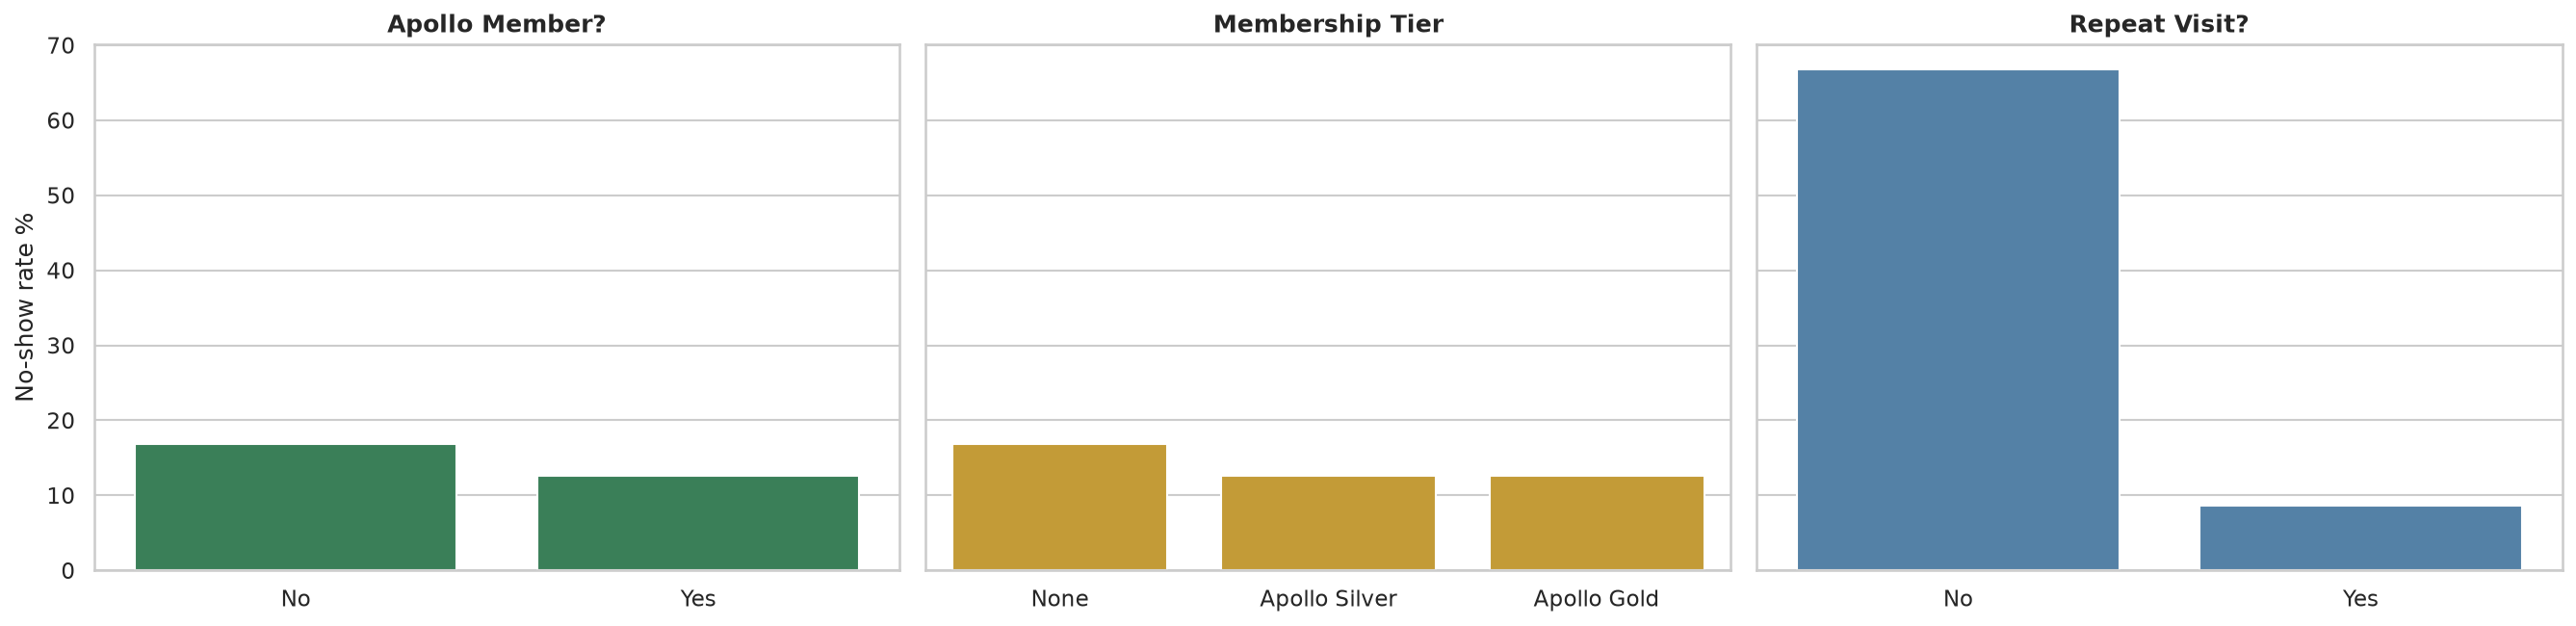 Apollo Member?
Membership Tier
Repeat Visit?
No-show rate %
70
60
50
40
30
20
10
0
No
Yes
None
Apollo Silver
Apollo Gold
No
Yes